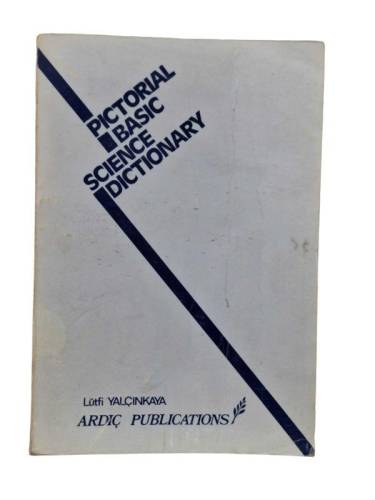 PICTORIAL
BASIC
SCIENCE
DICTIONARY
Lütfi YALÇINKAYA
ARDIÇ PUBLICATIONS